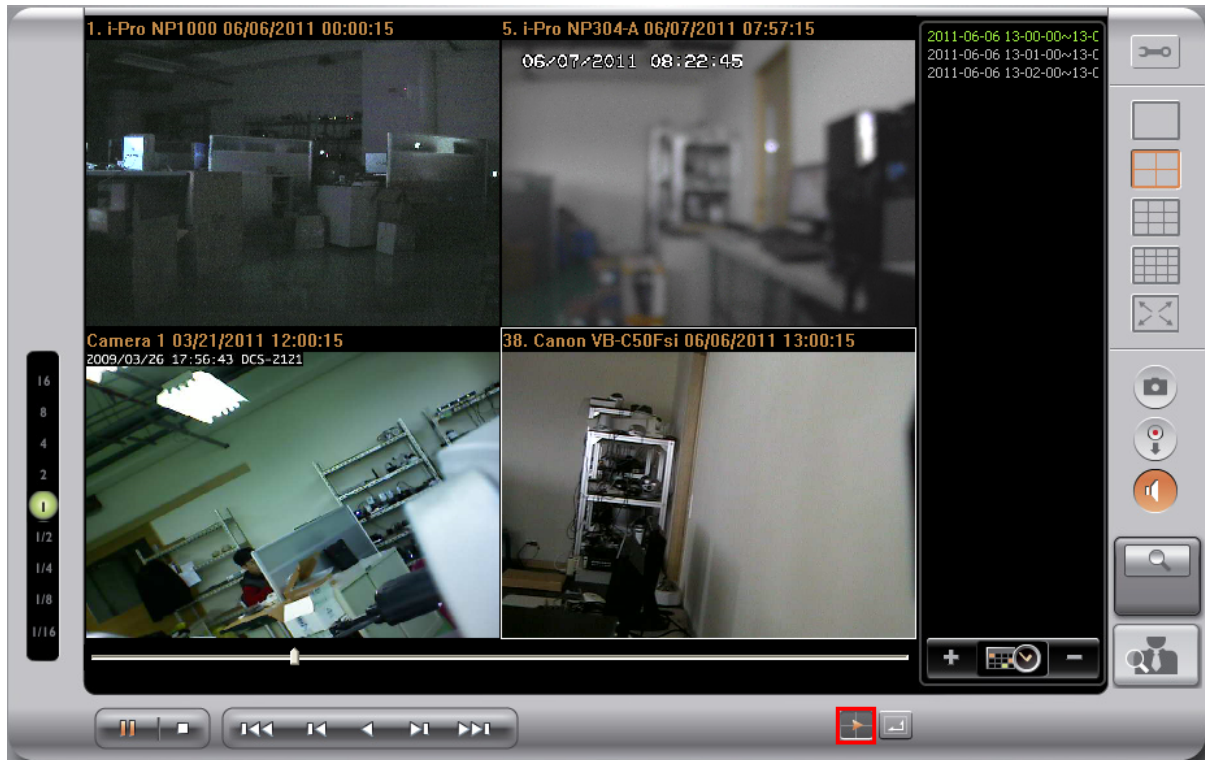 1. i-Pro NP1000 06/06/2011 00:00:15
5. i-Pro NP304-A 06/07/2011 07:57:15
06/07/2011 08:22:45
2011-06-06 13-00-00~13-0
2011-06-06 13-01-00~13-0
2011-06-06 13-02-00~13-0
Camera 1 03/21/2011 12:00:15
2009/03/26 17:56:43 DCS-2121
38. Canon VB-C50Fsi 06/06/2011 13:00:15
16
8
4
2
1
1/2
1/4
1/8
1/16